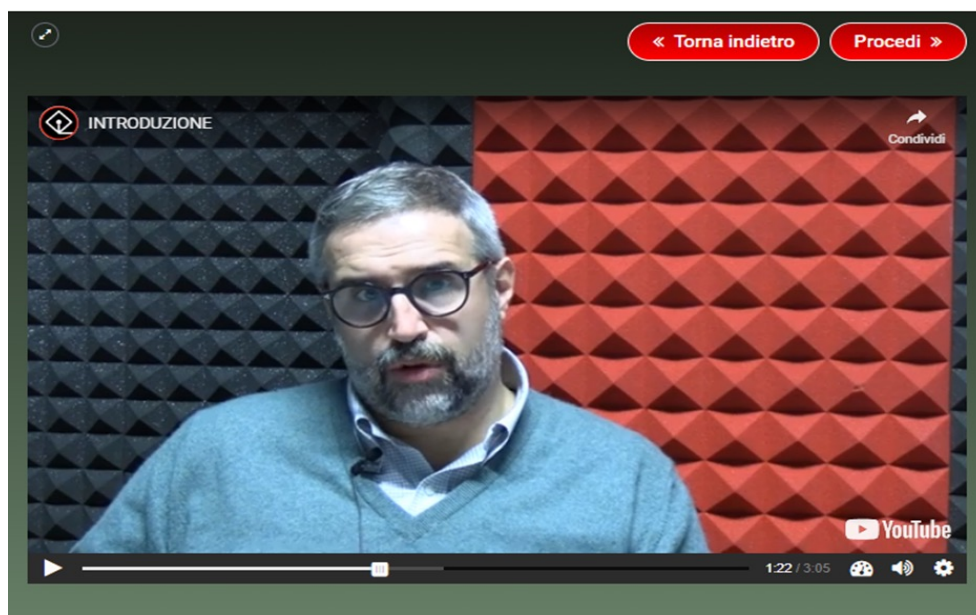 « Torna indietro
Procedi »
INTRODUZIONE
Condividi
YouTube
1:22 / 3:05